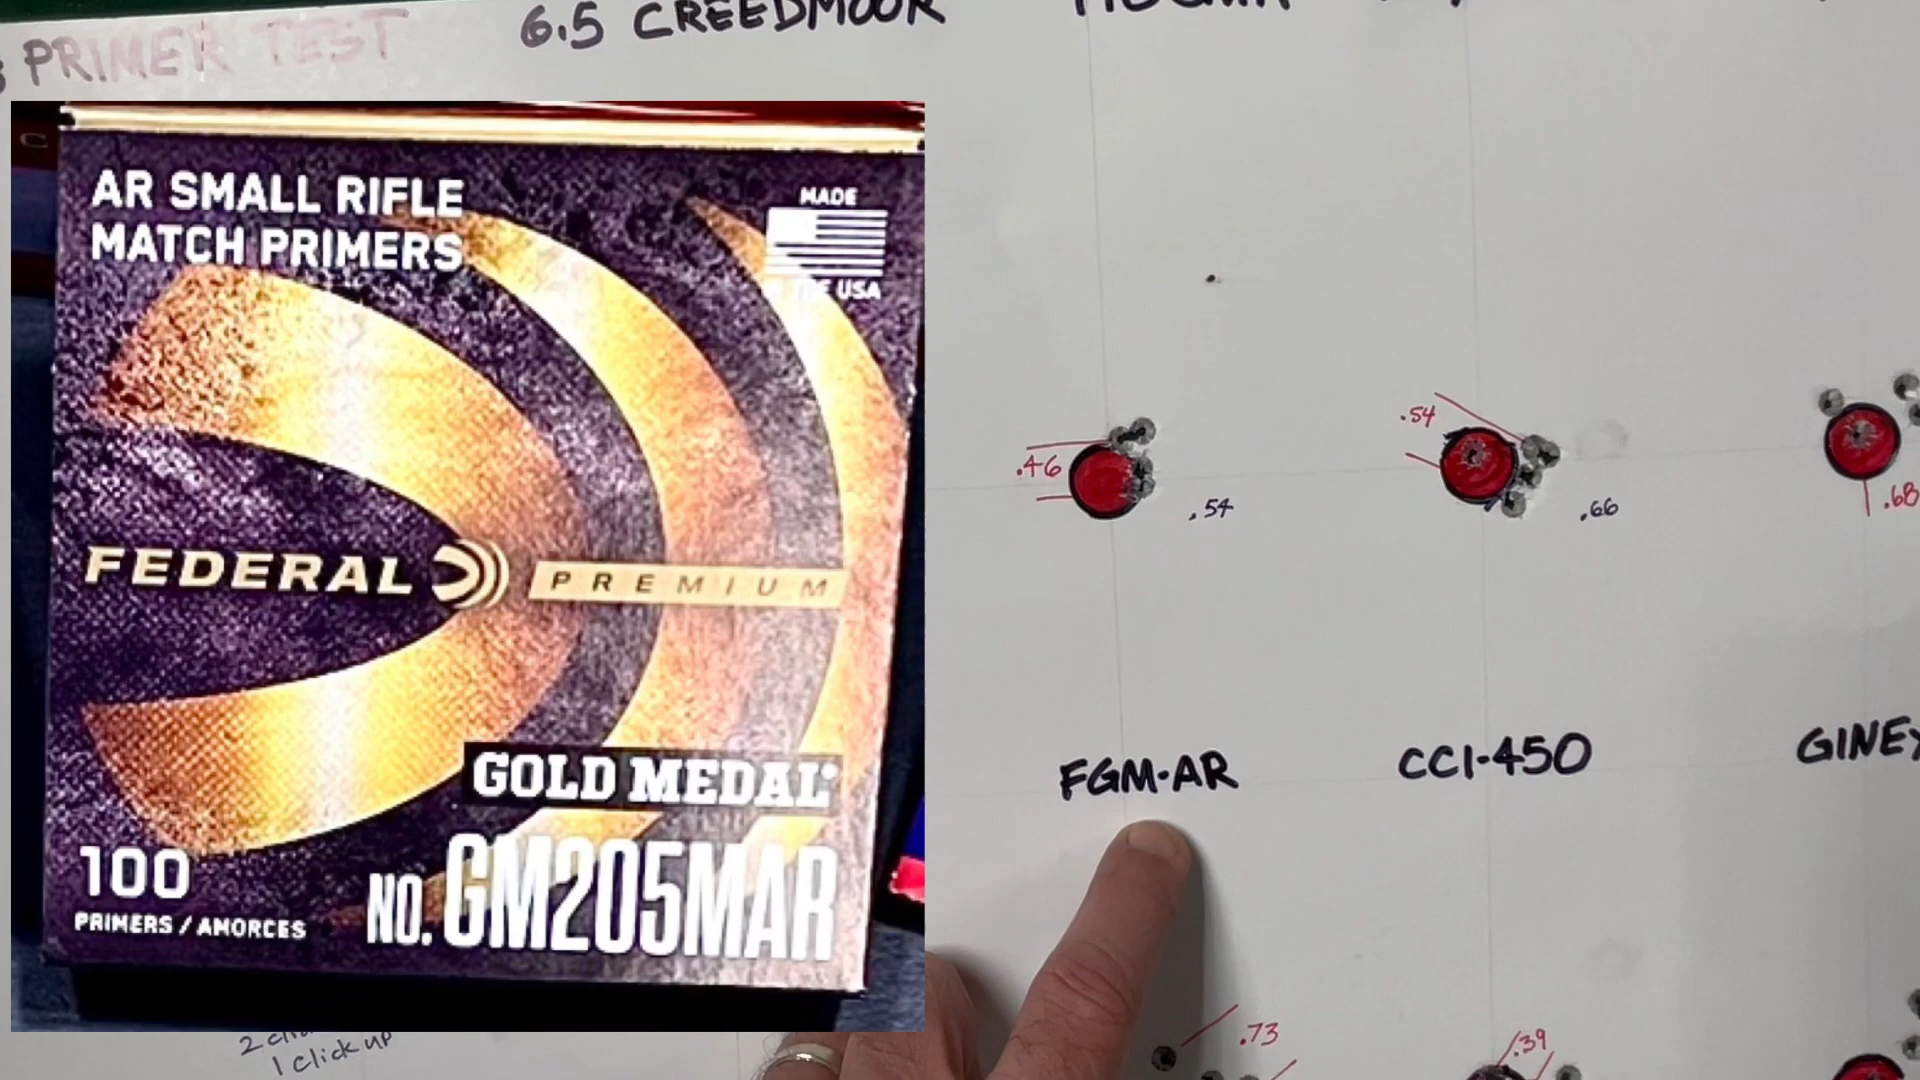 PRIMER TEST
6.5 CREEDMOOR
AR SMALL RIFLE
MATCH PRIMERS
MADE
USA
FEDERAL PREMIUM
GOLD MEDAL
100
PRIMERS / AMORCES
NO. GM205MAR
.46
.54
.54
.66
.68
FGM-AR
CCI-450
.73
.39
1 click up